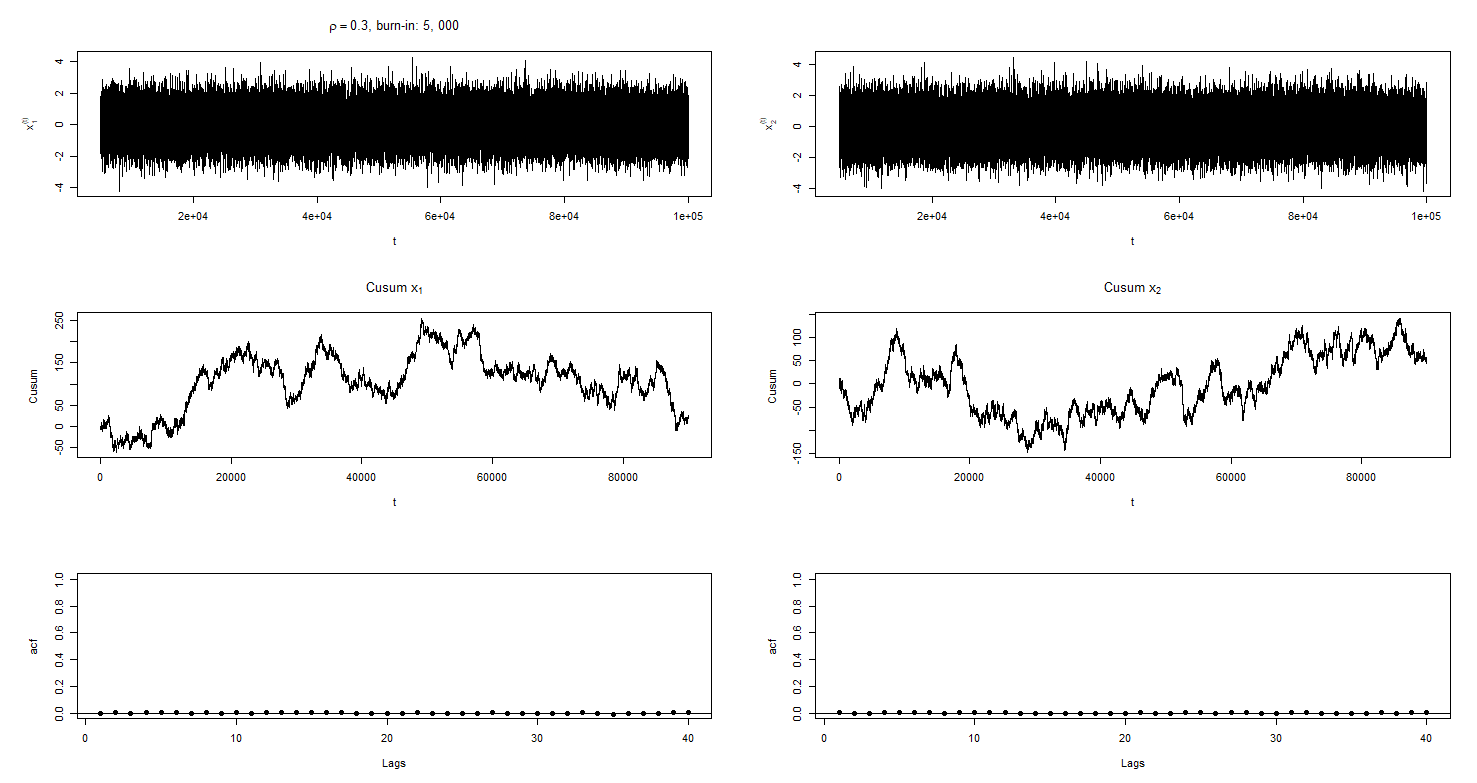 ρ = 0.3, burn-in: 5, 000
x₁⁽ᵗ⁾
4
2
0
-2
-4
2e+04 4e+04 6e+04 8e+04 1e+05
t
x₂⁽ᵗ⁾
4
2
0
-2
-4
2e+04 4e+04 6e+04 8e+04 1e+05
t
Cusum x₁
Cusum
250
150
50
0
-50
0 20000 40000 60000 80000
t
Cusum x₂
Cusum
100
50
0
-50
-150
0 20000 40000 60000 80000
t
acf
1.0
0.8
0.6
0.4
0.2
0.0
0 10 20 30 40
Lags
acf
1.0
0.8
0.6
0.4
0.2
0.0
0 10 20 30 40
Lags